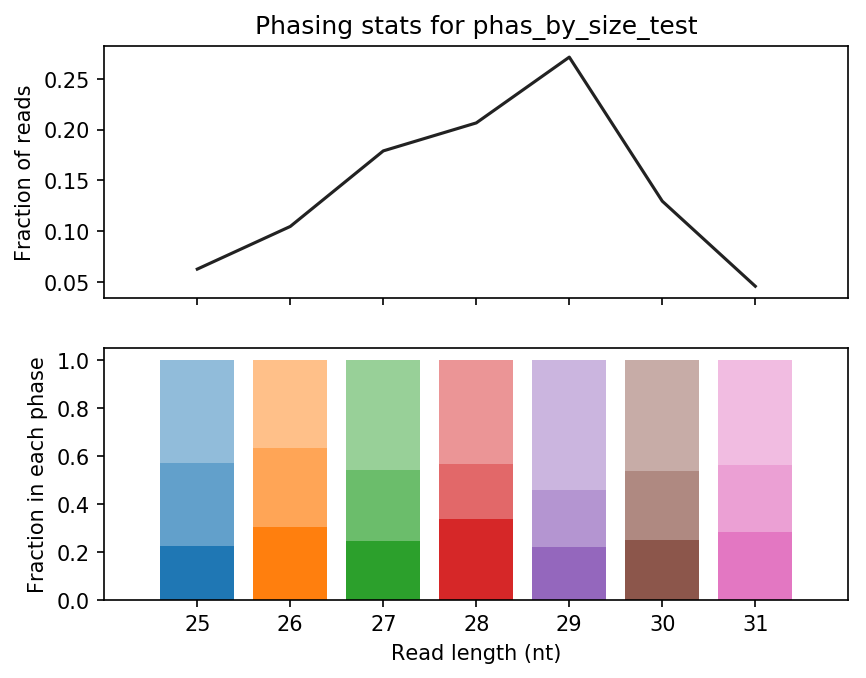 Phasing stats for phas_by_size_test
Fraction of reads
0.25
0.20
0.15
0.10
0.05
Fraction in each phase
1.0
0.8
0.6
0.4
0.2
0.0
25 26 27 28 29 30 31
Read length (nt)